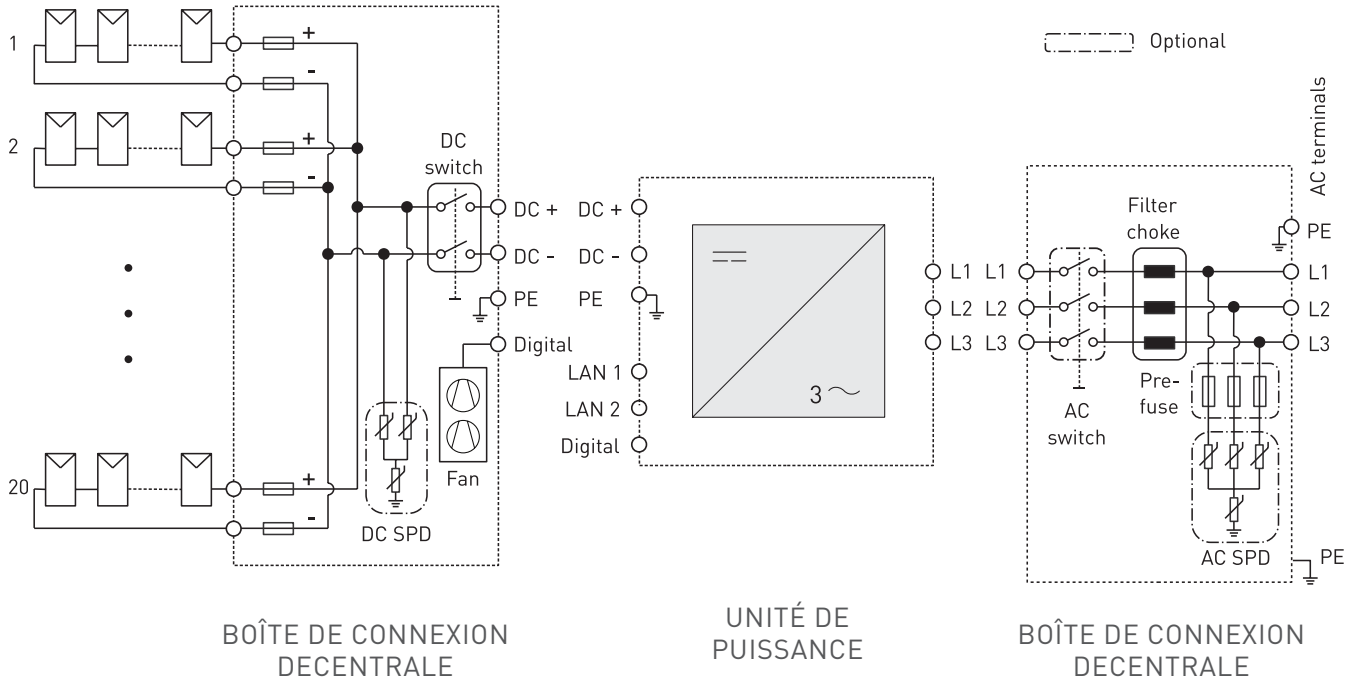 1
+
-
2
+
-
20
+
-
DC
switch
DC +
DC -
PE
Digital
Fan
DC SPD
DC +
DC -
PE
LAN 1
LAN 2
Digital
3
L1
L2
L3
Optional
AC terminals
L1
L2
L3
AC
switch
Filter
choke
Pre-
fuse
PE
L1
L2
L3
AC SPD
PE
BOÎTE DE CONNEXION
DECENTRALE
UNITÉ DE
PUISSANCE
BOÎTE DE CONNEXION
DECENTRALE